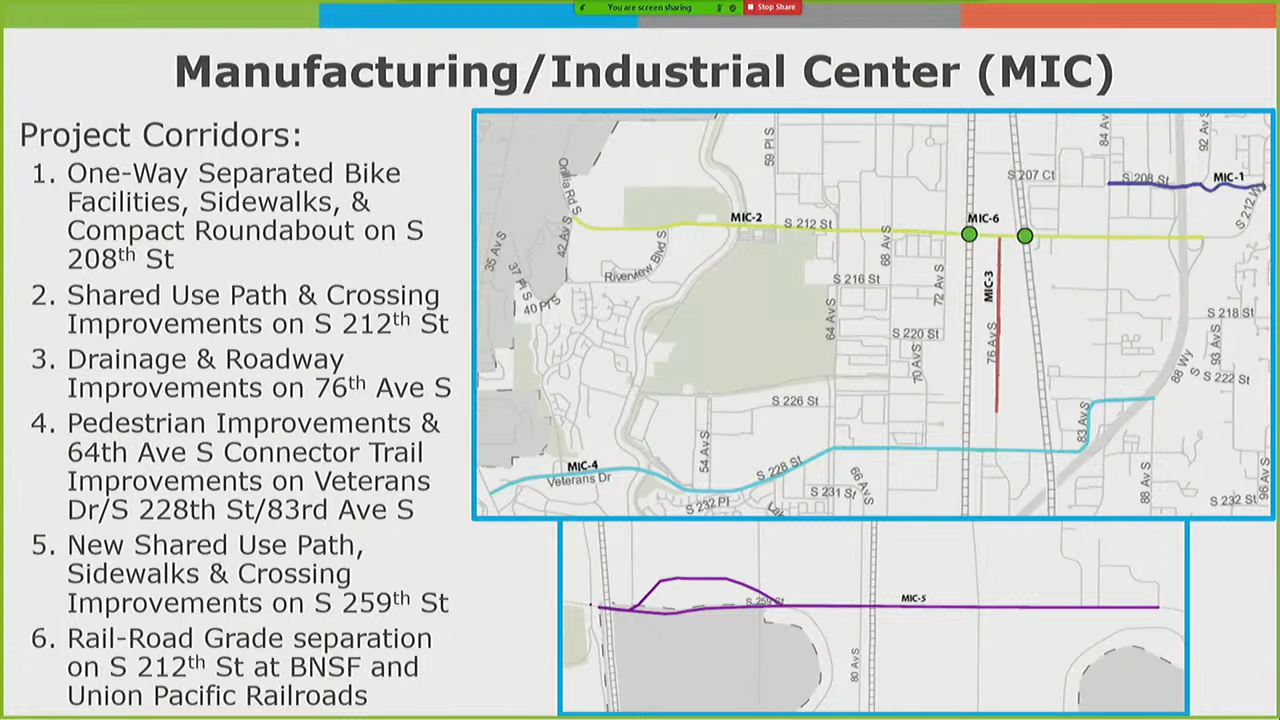 You are screen sharing
Stop Share
Manufacturing/Industrial Center (MIC)
Project Corridors:
1. One-Way Separated Bike
Facilities, Sidewalks, &
Compact Roundabout on S
208th St
2. Shared Use Path & Crossing
Improvements on S 212th St
3. Drainage & Roadway
Improvements on 76th Ave S
4. Pedestrian Improvements &
64th Ave S Connector Trail
Improvements on Veterans
Dr/S 228th St/83rd Ave S
5. New Shared Use Path,
Sidewalks & Crossing
Improvements on S 259th St
6. Rail-Road Grade separation
on S 212th St at BNSF and
Union Pacific Railroads
59 Pl S
84 Av
92 Av S
Orillia Rd S
S 207 Ct
S 208 St
MIC-1
S 212 W
MIC-2
S 212 St
MIC-6
42 Av S
35 Av S
37 Pl S
40 Pl S
Riverview Blvd S
68 Av S
S 216 St
72 Av S
MIC-3
64 Av S
S 220 St
76 Av S
70 Av S
S 218 St
93 Av S
88 Wy S
S 222 St
S 226 St
83 Av S
54 Av S
MIC-4
Veterans Dr
S 228 St
S 231 St
66 Av S
S 232 Pl
88 Av S
S 232 St
96 Av S
S 259 St
MIC-5
80 Av S